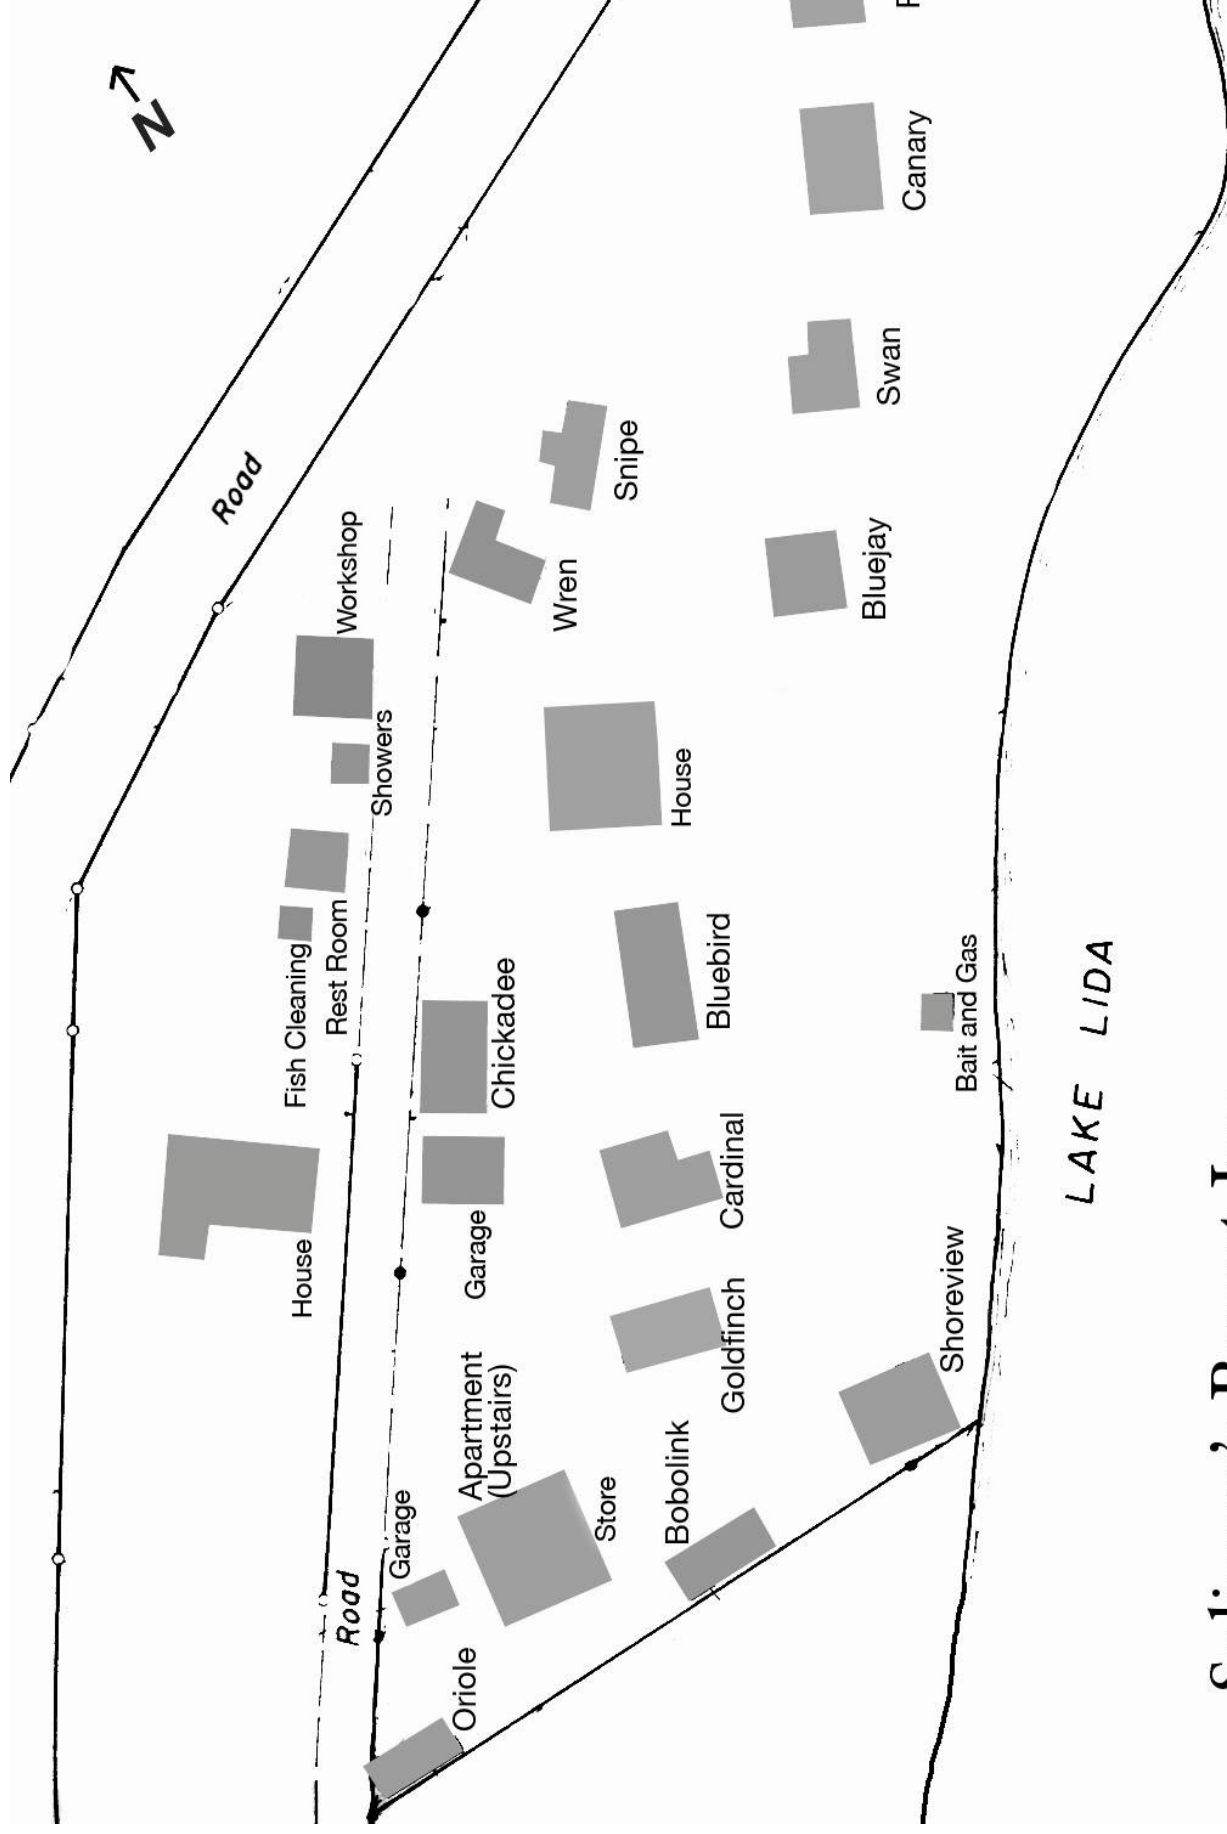 N
Road
Canary
Swan
Snipe
Workshop
Wren
Bluejay
Showers
House
Rest Room
Fish Cleaning
Chickadee
Bluebird
Bait and Gas
LAKE LIDA
House
Garage
Cardinal
Goldfinch
Shoreview
Apartment
(Upstairs)
Garage
Store
Bobolink
Road
Oriole